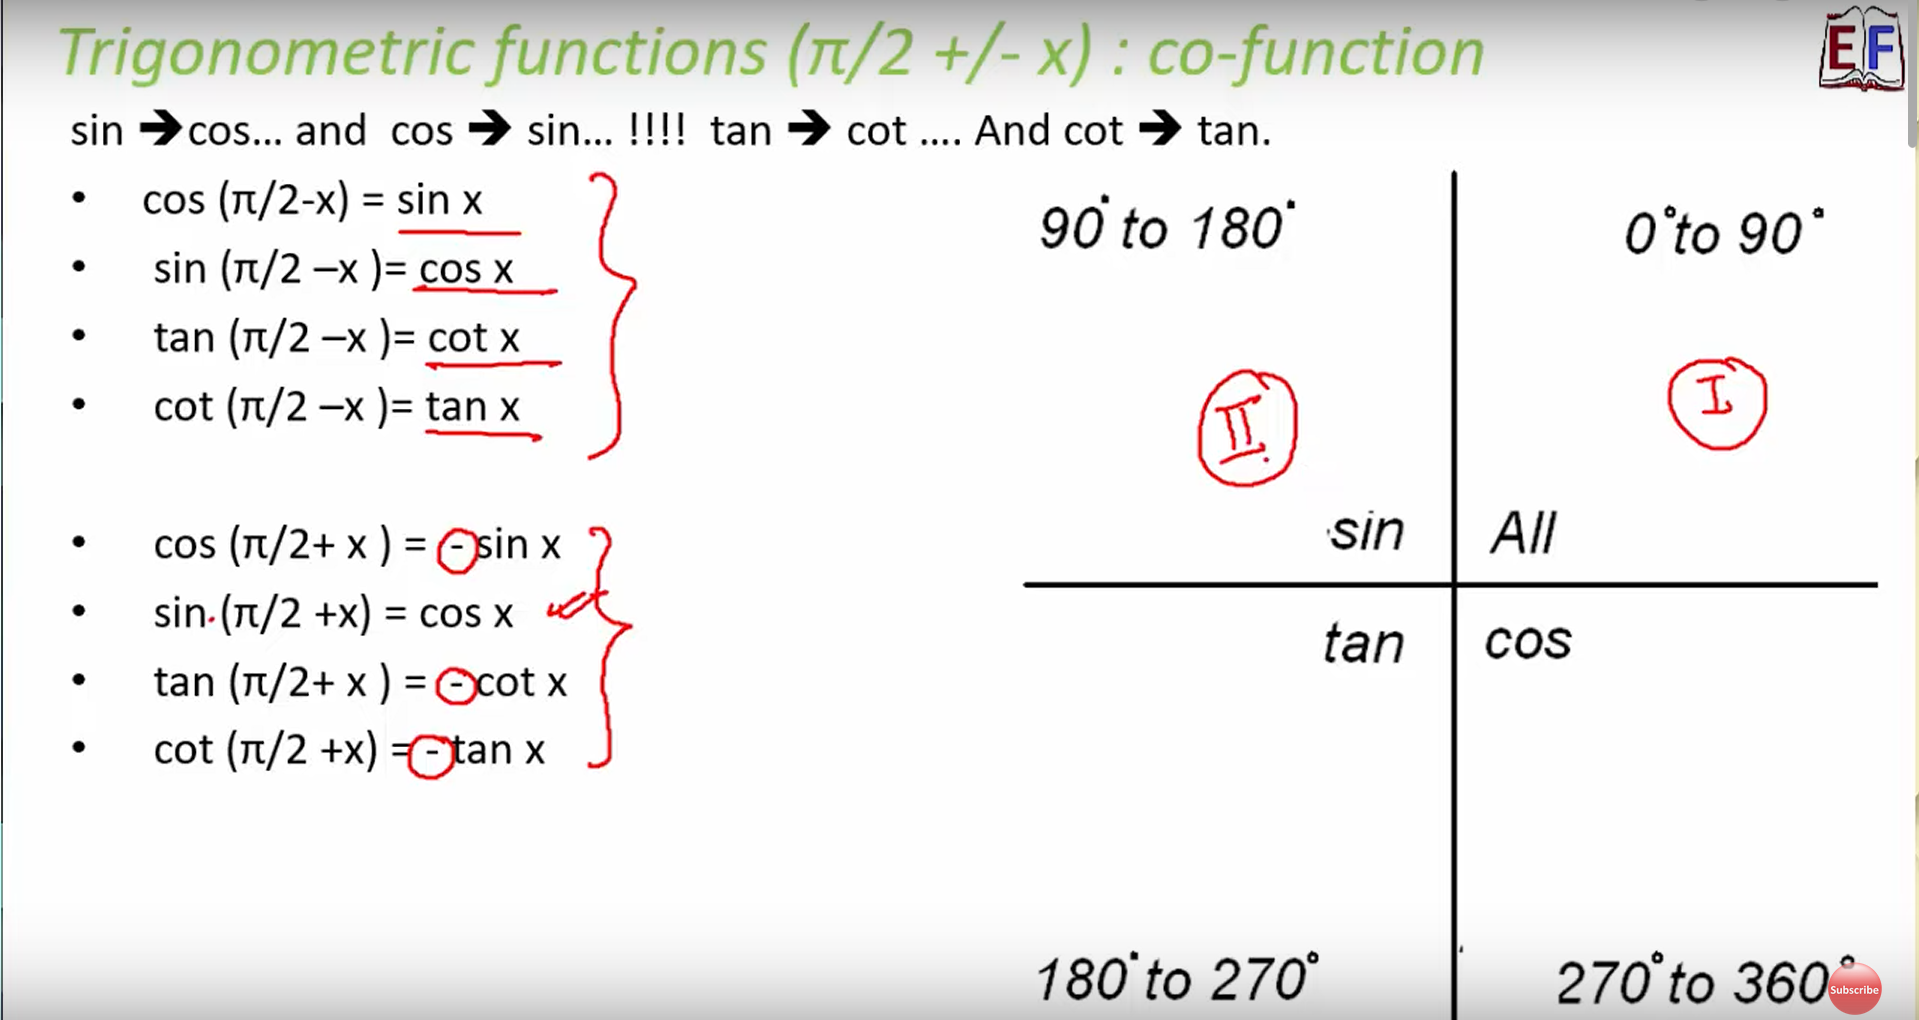 Trigonometric functions (π/2 +/- x) : co-function
EF
sin ➔cos... and cos ➔ sin... !!!! tan ➔ cot .... And cot ➔ tan.
• cos (π/2-x) = sin x
• sin (π/2 –x )= cos x
• tan (π/2 –x )= cot x
• cot (π/2 –x)= tan x
• cos (π/2+ x ) = -sin x
• sin (π/2 +x) = cos x
• tan (π/2+ x ) = -cot x
• cot (π/2 +x) = -tan x
90° to 180°
0° to 90°
II
I
sin
All
tan
cos
180° to 270°
270° to 360°
Subscribe